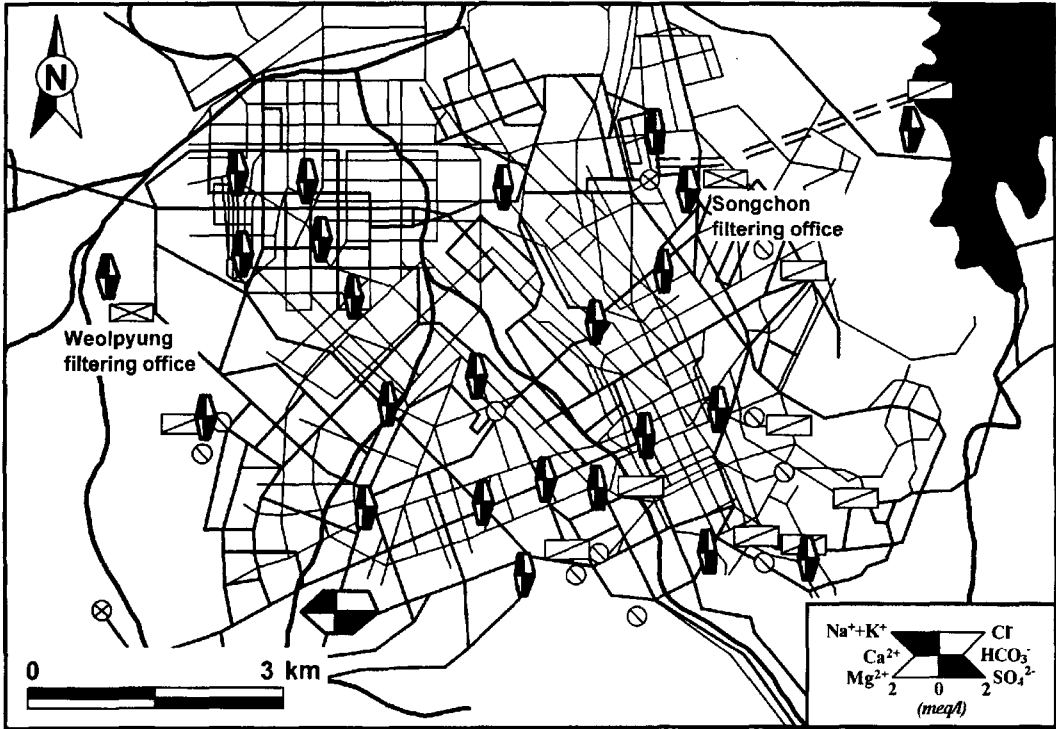 N
Songchon
filtering office
Weolpyung
filtering office
0 3 km
Na⁺+K⁺ Cl⁻
Ca²⁺ HCO₃⁻
Mg²⁺ SO₄²⁻
2 0 2
(meq/l)